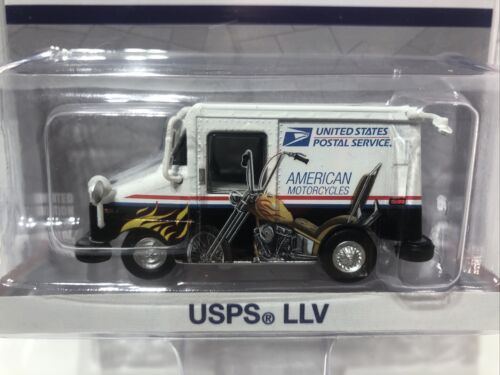 UNITED STATES
POSTAL SERVICE.
AMERICAN
MOTORCYCLES
USPS® LLV